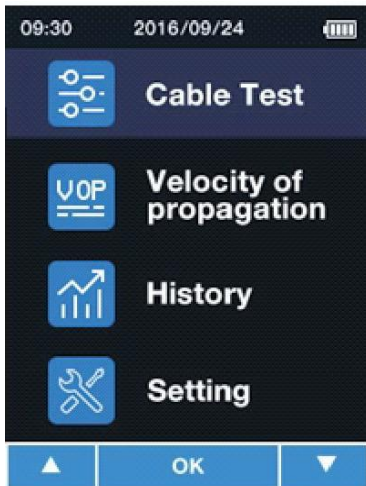 09:30 2016/09/24
Cable Test
VOP
Velocity of
propagation
History
Setting
OK